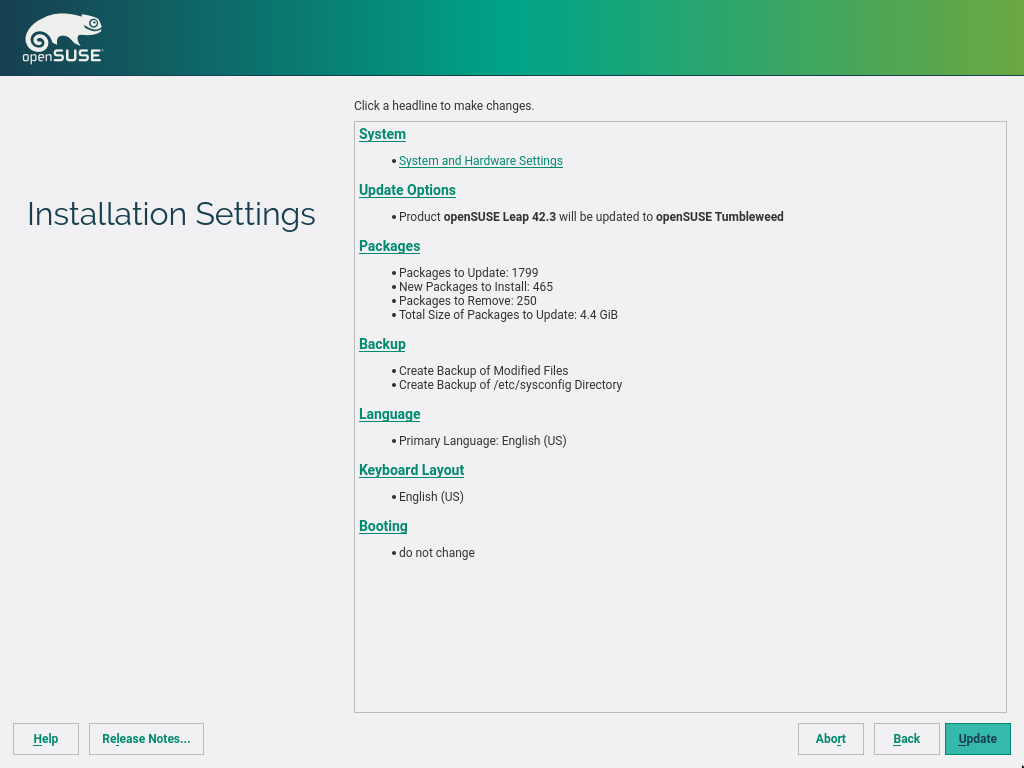 openSUSE
Click a headline to make changes.
Installation Settings
System
System and Hardware Settings
Update Options
Product openSUSE Leap 42.3 will be updated to openSUSE Tumbleweed
Packages
Packages to Update: 1799
New Packages to Install: 465
Packages to Remove: 250
Total Size of Packages to Update: 4.4 GiB
Backup
Create Backup of Modified Files
Create Backup of /etc/sysconfig Directory
Language
Primary Language: English (US)
Keyboard Layout
English (US)
Booting
do not change
Help Release Notes... Abort Back Update